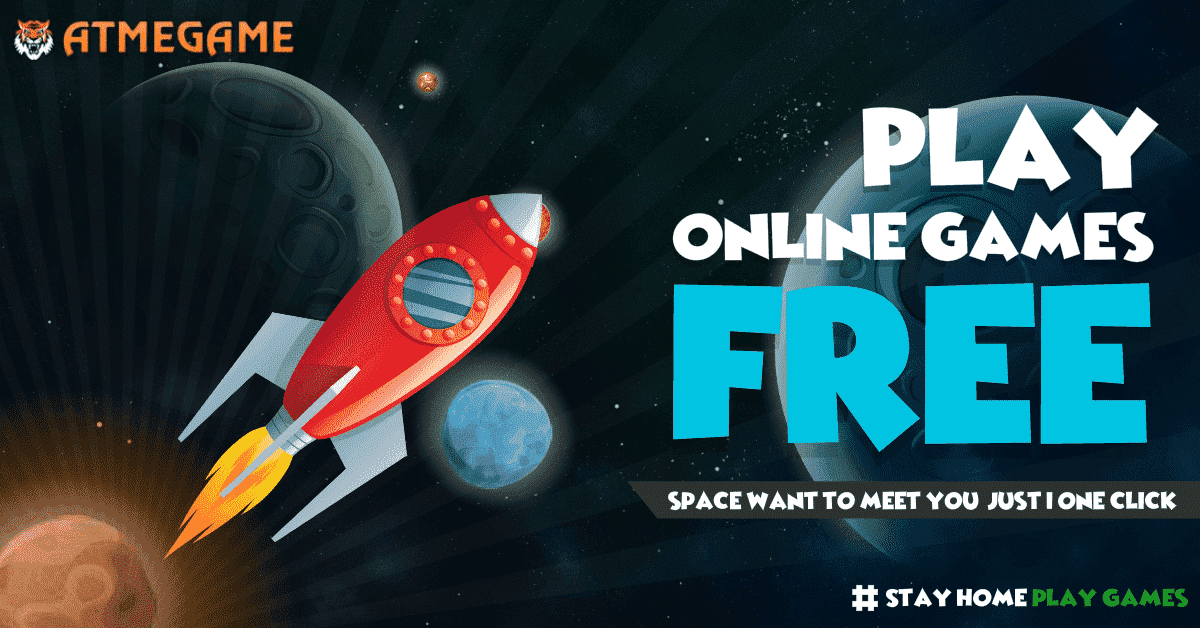 ATMEGAME
PLAY
ONLINE GAMES
FREE
SPACE WANT TO MEET YOU JUST I ONE CLICK
# STAY HOME PLAY GAMES